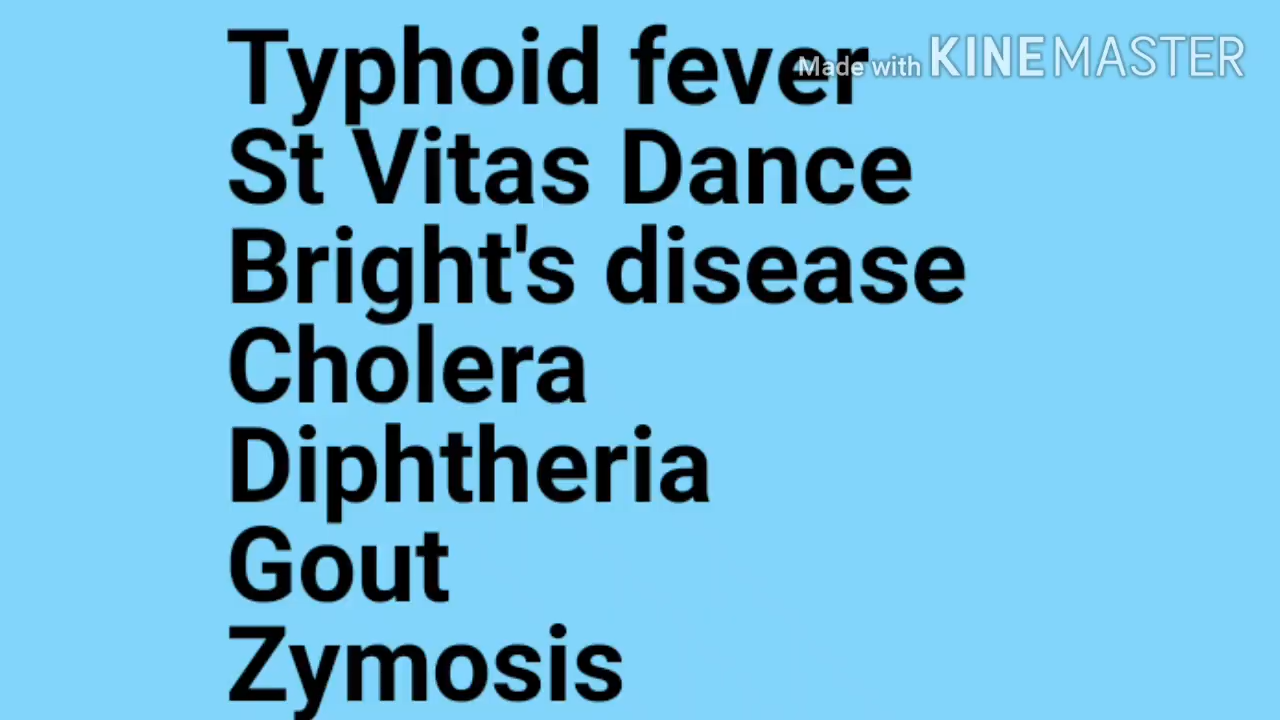 Typhoid fever
Made with KINEMASTER
St Vitas Dance
Bright's disease
Cholera
Diphtheria
Gout
Zymosis